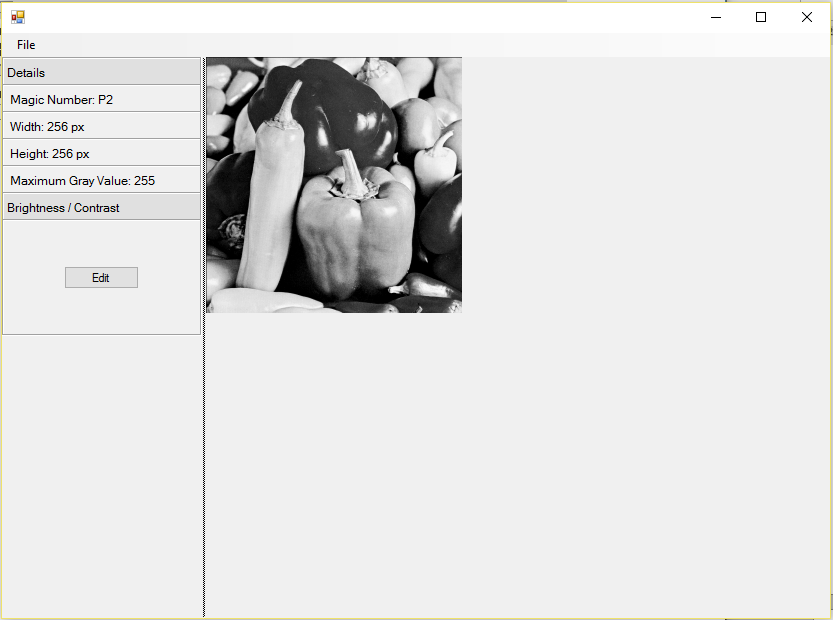 File
Details
Magic Number: P2
Width: 256 px
Height: 256 px
Maximum Gray Value: 255
Brightness / Contrast
Edit